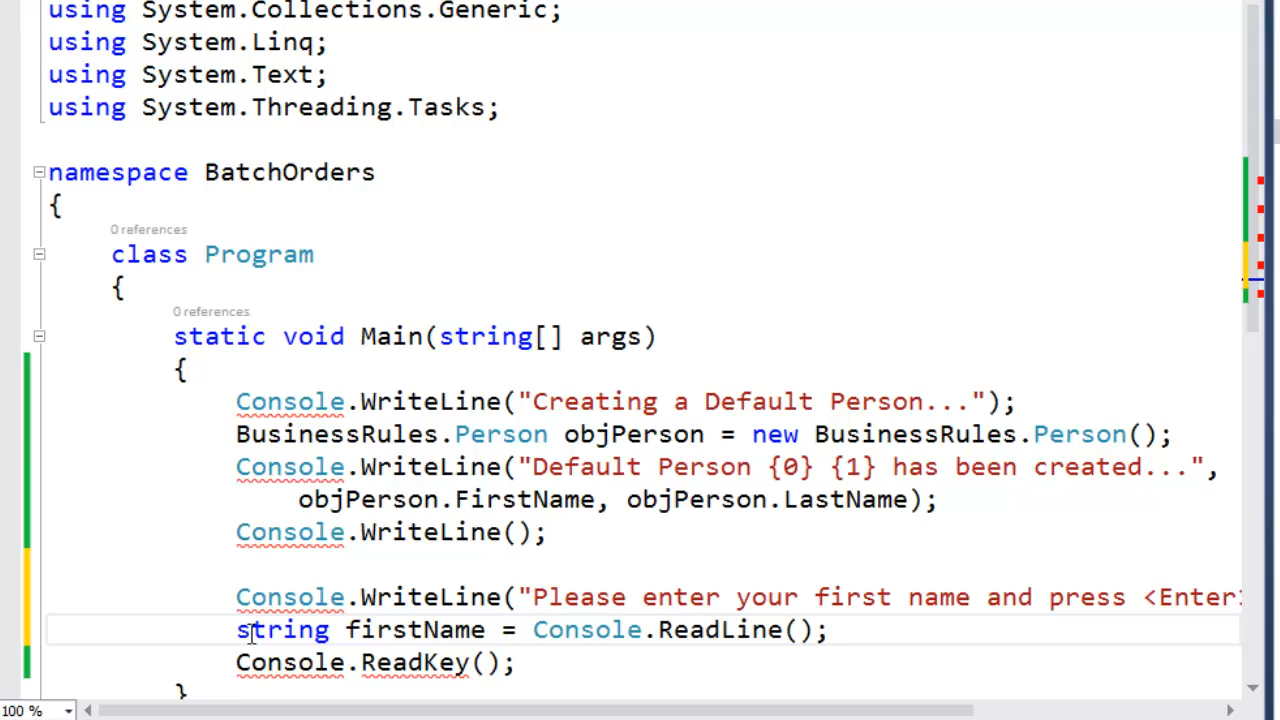 using System.Collections.Generic;
using System.Linq;
using System.Text;
using System.Threading.Tasks;
namespace BatchOrders
{
0 references
class Program
{
0 references
static void Main(string[] args)
{
Console.WriteLine("Creating a Default Person...");
BusinessRules.Person objPerson = new BusinessRules.Person();
Console.WriteLine("Default Person {0} {1} has been created...",
objPerson.FirstName, objPerson.LastName);
Console.WriteLine();
Console.WriteLine("Please enter your first name and press <Enter>
string firstName = Console.ReadLine();
Console.ReadKey();
}
100 %